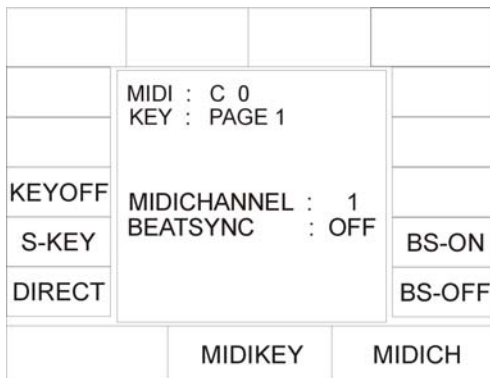 MIDI : C 0
KEY : PAGE 1
KEYOFF
MIDICHANNEL : 1
S-KEY
BEATSYNC : OFF
BS-ON
DIRECT
BS-OFF
MIDIKEY
MIDICH